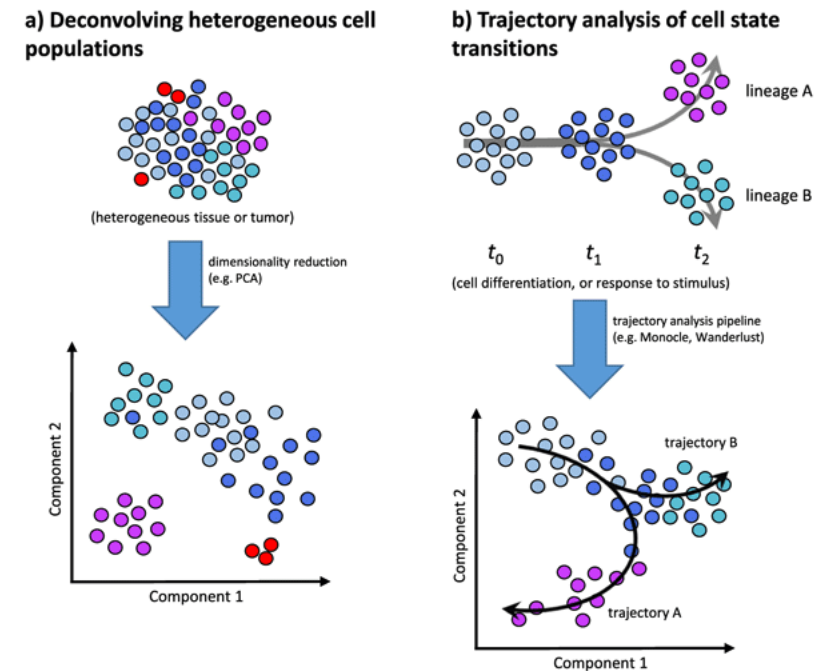 a) Deconvolving heterogeneous cell
populations
(heterogeneous tissue or tumor)
dimensionality reduction
(e.g. PCA)
Component 2
Component 1
b) Trajectory analysis of cell state
transitions
lineage A
lineage B
t0
t1
t2
(cell differentiation, or response to stimulus)
trajectory analysis pipeline
(e.g. Monocle, Wanderlust)
trajectory B
Component 2
trajectory A
Component 1